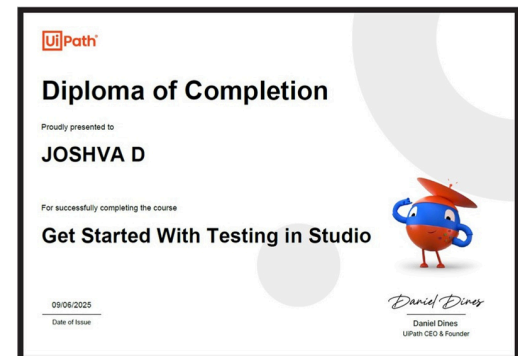 UiPath
Diploma of Completion
Proudly presented to
JOSHVA D
For successfully completing the course
Get Started With Testing in Studio
09/06/2025
Date of Issue
Daniel Dines
Daniel Dines
UiPath CEO & Founder